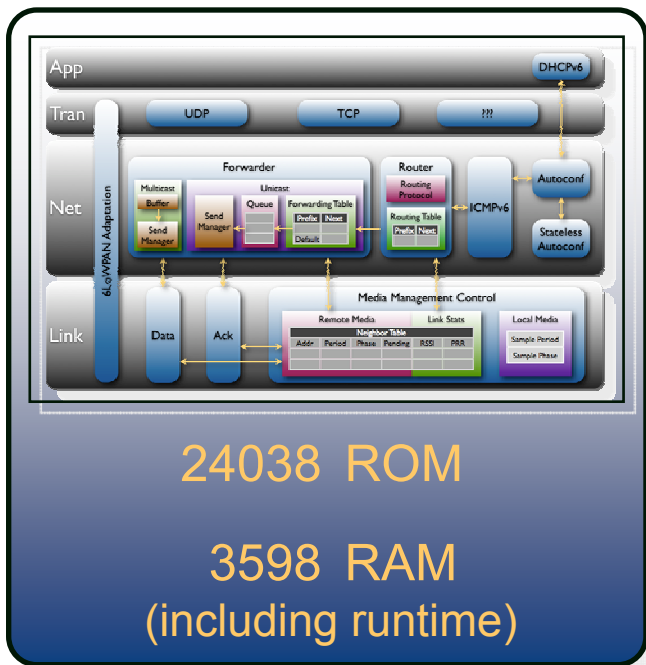 App
DHCPv6
Tran
UDP
TCP
???
Net
6LoWPAN Adaptation
Forwarder
Multicast
Buffer
Send
Manager
Unicast
Send
Manager
Queue
Forwarding Table
Prefix Next
Default
Router
Routing
Protocol
Routing Table
Prefix Next
ICMPv6
Autoconf
Stateless
Autoconf
Link
Data
Ack
Media Management Control
Remote Media
Link Stats
Neighbor Table
Addr Period Phase Pending RSSI PRR
Local Media
Sample Period
Sample Phase
24038 ROM
3598 RAM
(including runtime)